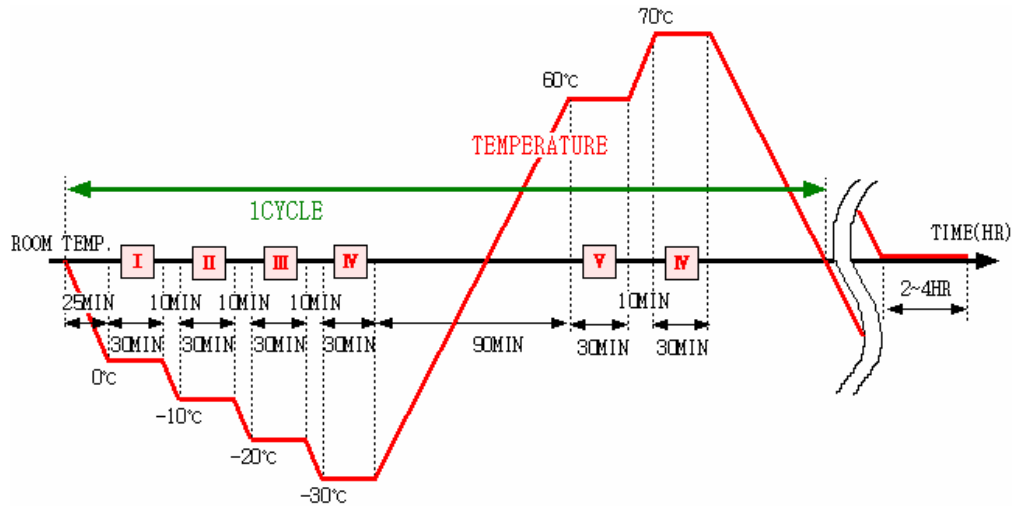 70℃
60℃
TEMPERATURE
1CYCLE
ROOM TEMP.
TIME(HR)
I
II
III
IV
V
IV
25MIN
10MIN
10MIN
10MIN
10MIN
2~4HR
30MIN
30MIN
30MIN
30MIN
90MIN
30MIN
30MIN
0℃
-10℃
-20℃
-30℃